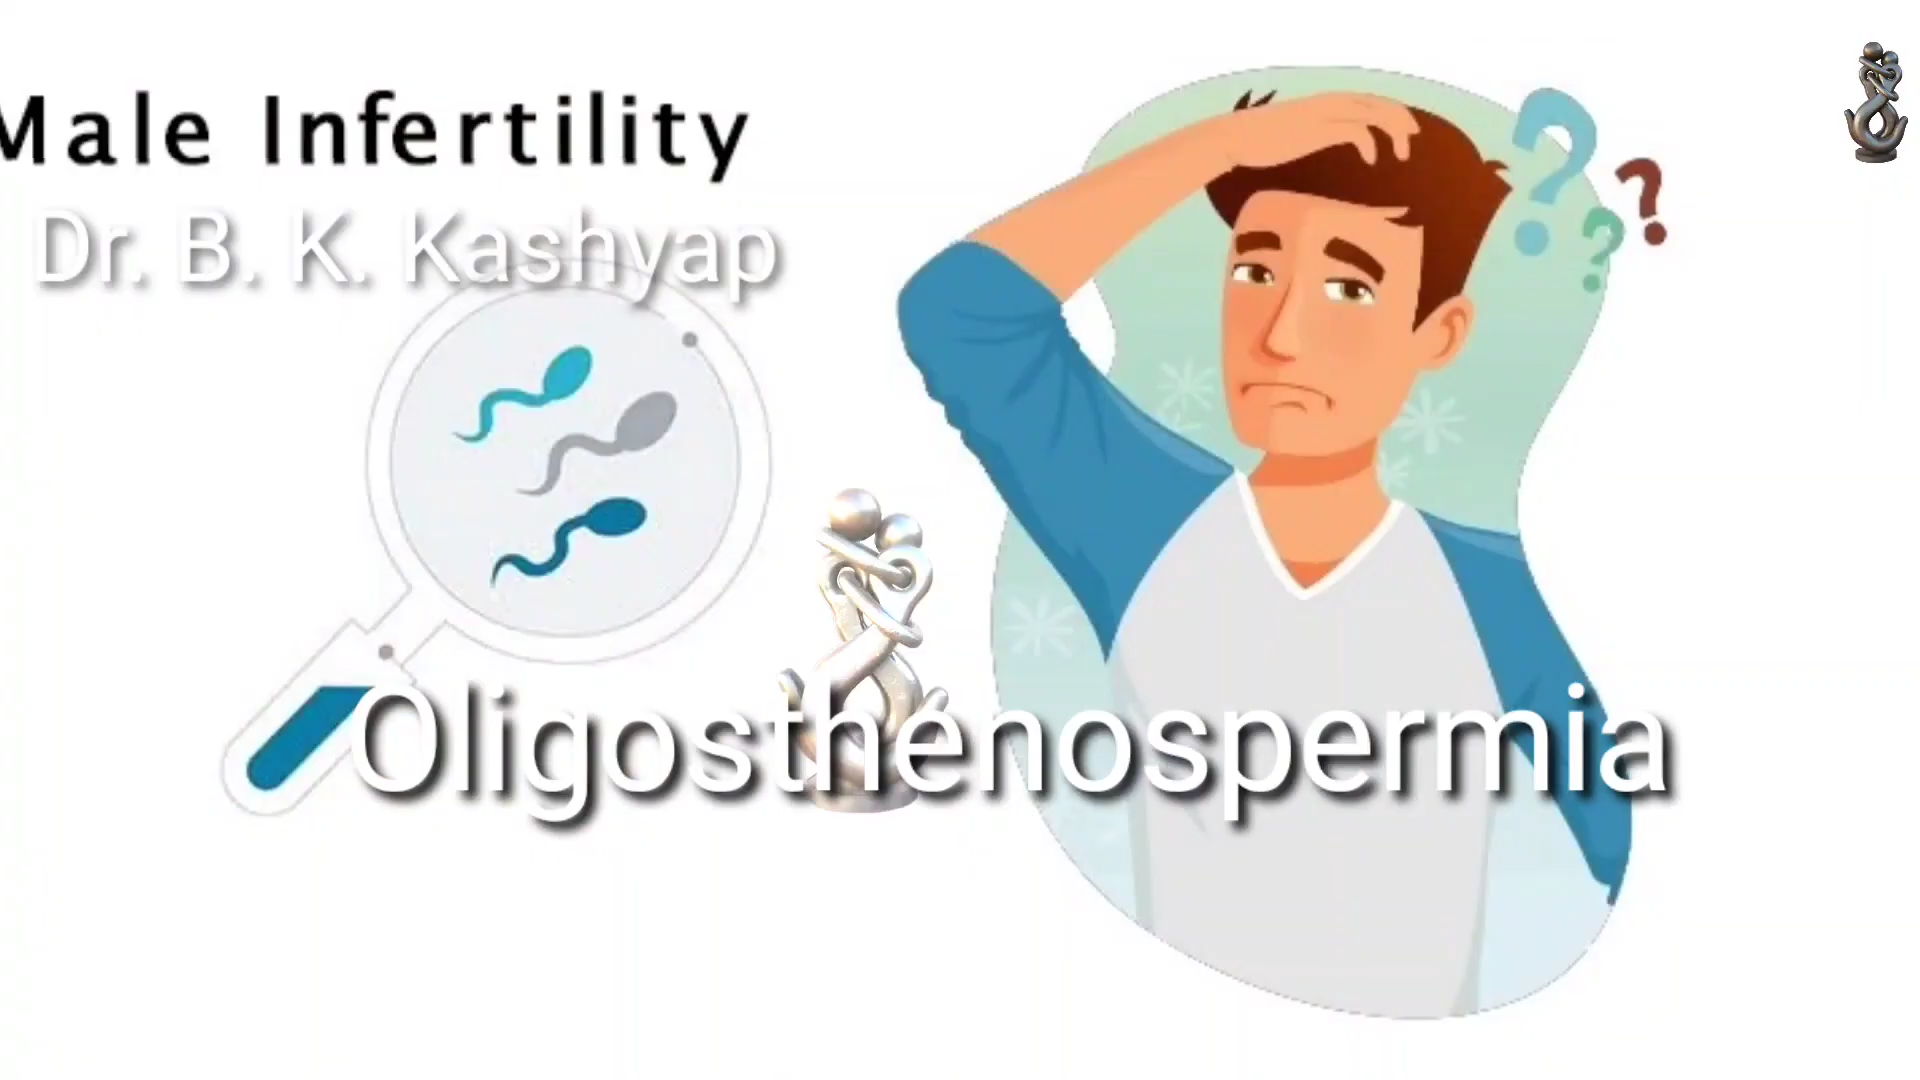 Male Infertility
Dr. B. K. Kashyap
? ? ?
Oligosthenospermia